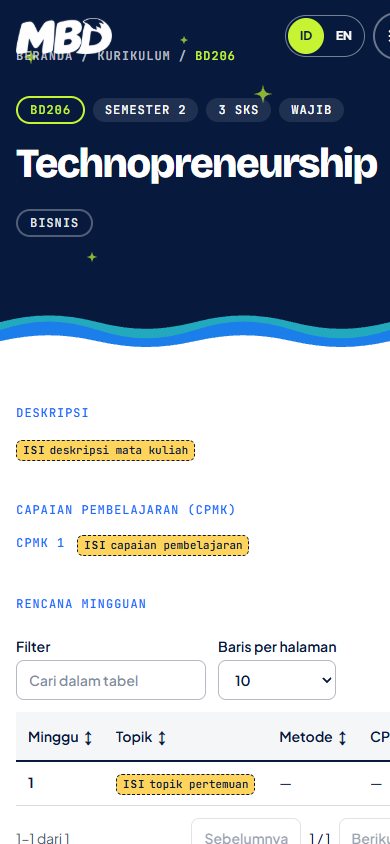 MBD
ID EN
BERANDA / KURIKULUM / BD206
BD206 SEMESTER 2 3 SKS WAJIB
Technopreneurship
BISNIS
DESKRIPSI
ISI deskripsi mata kuliah
CAPAIAN PEMBELAJARAN (CPMK)
CPMK 1 ISI capaian pembelajaran
RENCANA MINGGUAN
Filter Baris per halaman
Cari dalam tabel 10
Minggu ↕ Topik ↕ Metode ↕ CP
1 ISI topik pertemuan — —
1–1 dari 1 Sebelumnya 1 / 1 Beriku